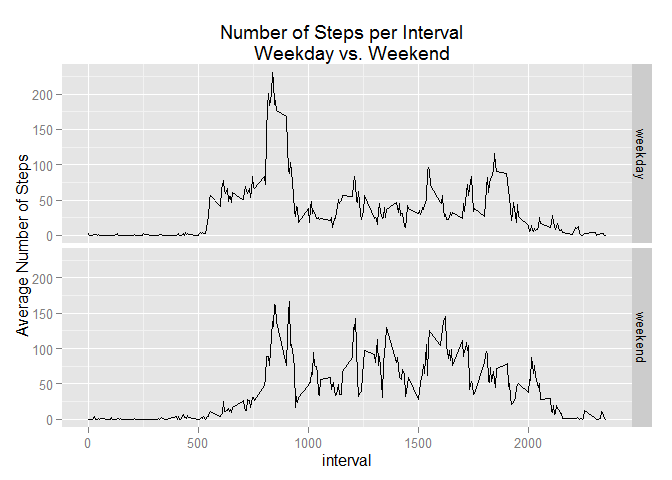 Number of Steps per Interval
Weekday vs. Weekend
Average Number of Steps
200
150
100
50
0
weekday
200
150
100
50
0
weekend
0
500
1000
1500
2000
interval